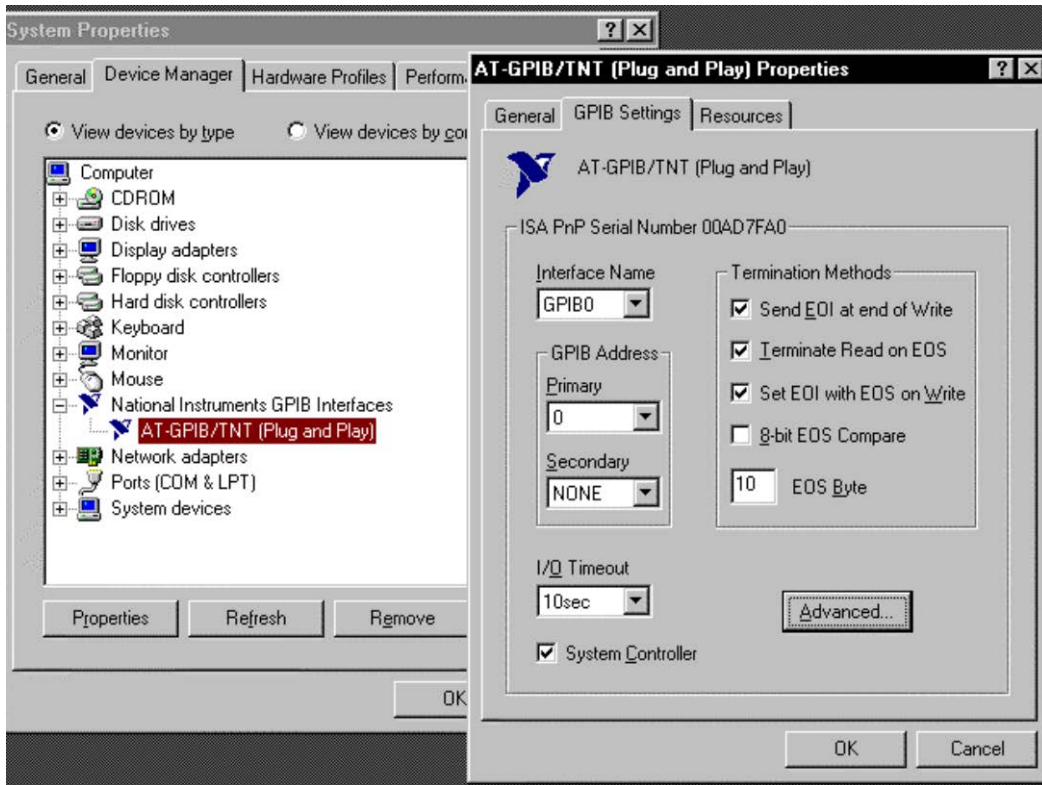 System Properties
General Device Manager Hardware Profiles Perform
View devices by type View devices by co
Computer
CDROM
Disk drives
Display adapters
Floppy disk controllers
Hard disk controllers
Keyboard
Monitor
Mouse
National Instruments GPIB Interfaces
AT-GPIB/TNT (Plug and Play)
Network adapters
Ports (COM & LPT)
System devices
Properties Refresh Remove
OK
AT-GPIB/TNT (Plug and Play) Properties
General GPIB Settings Resources
AT-GPIB/TNT (Plug and Play)
ISA PnP Serial Number 00AD7FA0
Interface Name
GPIB0
GPIB Address
Primary
0
Secondary
NONE
Termination Methods
Send EOI at end of Write
Terminate Read on EOS
Set EOI with EOS on Write
8-bit EOS Compare
10 EOS Byte
I/O Timeout
10sec
Advanced...
System Controller
OK Cancel